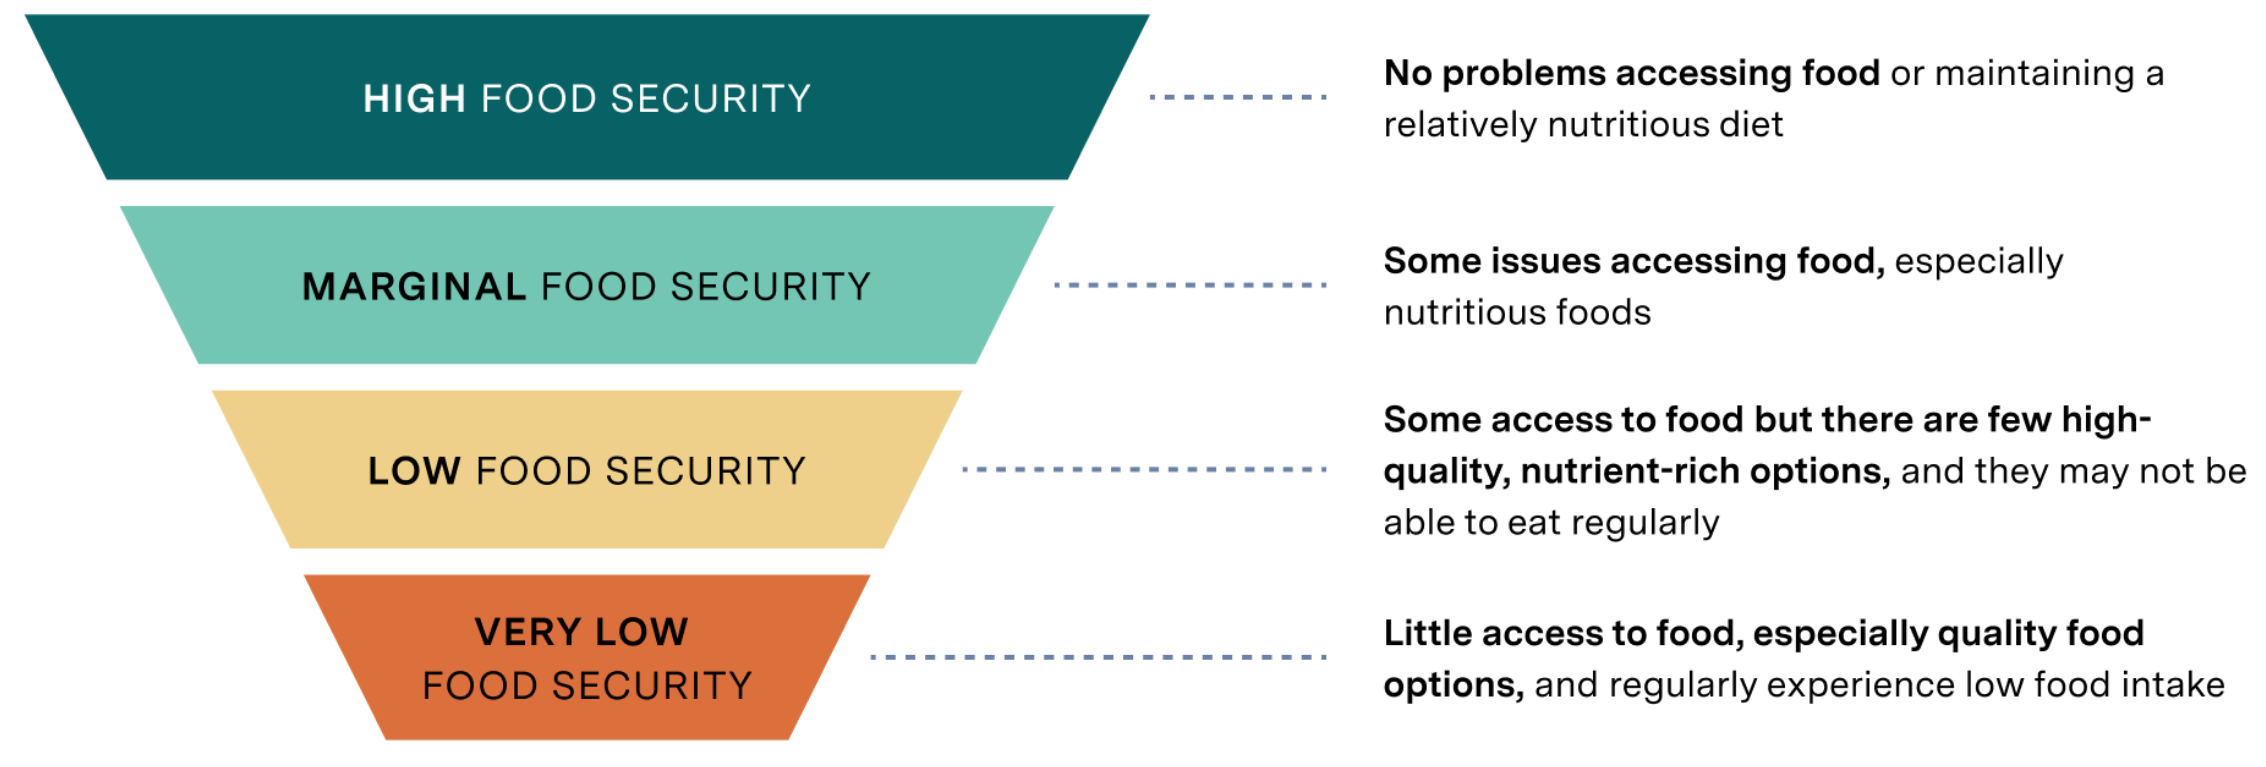 HIGH FOOD SECURITY
No problems accessing food or maintaining a
relatively nutritious diet
MARGINAL FOOD SECURITY
Some issues accessing food, especially
nutritious foods
LOW FOOD SECURITY
Some access to food but there are few high-
quality, nutrient-rich options, and they may not be
able to eat regularly
VERY LOW
FOOD SECURITY
Little access to food, especially quality food
options, and regularly experience low food intake